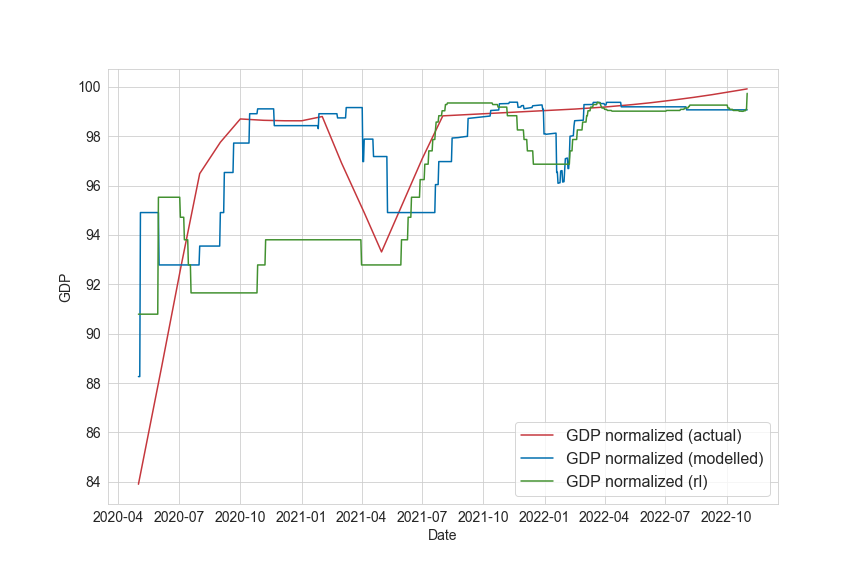 100
98
96
94
92
90
88
86
84
GDP
GDP normalized (actual)
GDP normalized (modelled)
GDP normalized (rl)
2020-04 2020-07 2020-10 2021-01 2021-04 2021-07 2021-10 2022-01 2022-04 2022-07 2022-10
Date